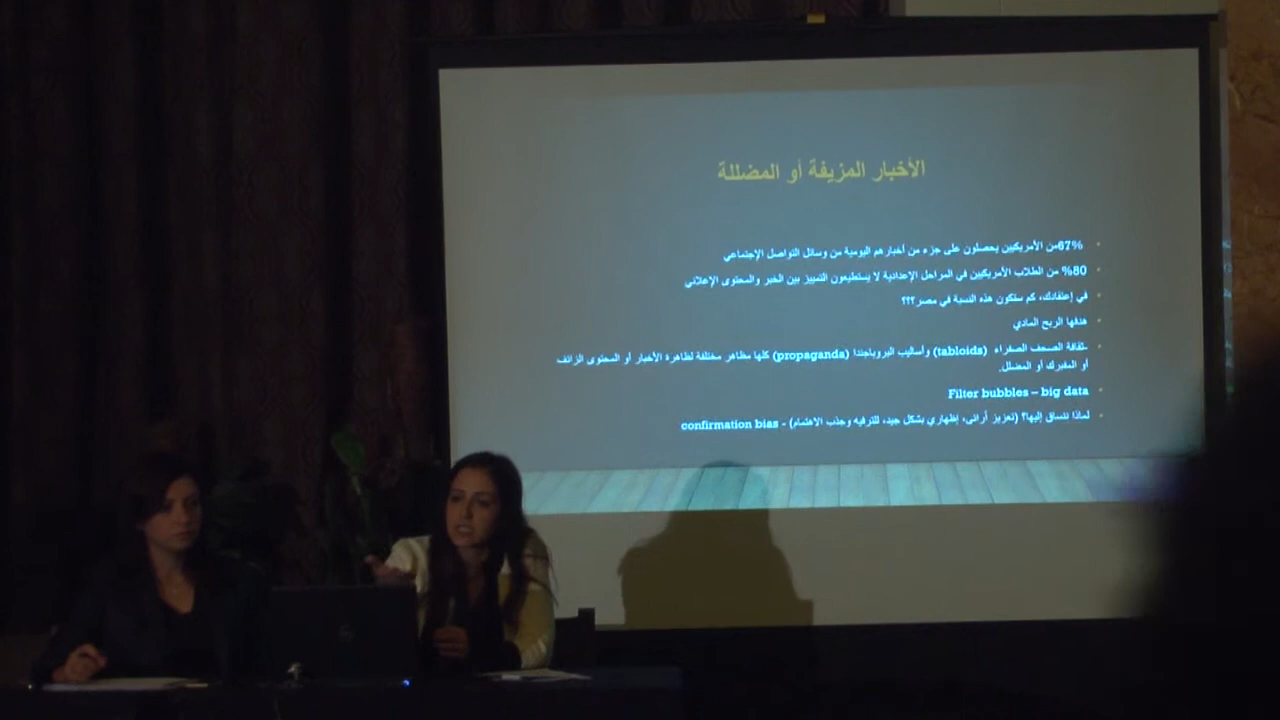 الأخبار المزيفة أو المضللة
67%من الأمريكيين يحصلون على جزء من أخبارهم اليومية من وسائل التواصل الإجتماعي
80% من الطلاب الأمريكيين في المراحل الإعدادية لا يستطيعون التمييز بين الخبر والمحتوى الإعلاني
في إعتقادك، كم ستكون هذه النسبة في مصر؟؟؟
هدفها الربح المادي
-ثقافة الصحف الصفراء (tabloids) وأساليب البروباجندا (propaganda) كلها مظاهر مختلفة لظاهرة الأخبار أو المحتوى الزائف
أو المفبرك أو المضلل.
Filter bubbles – big data
لماذا ننساق إليها؟ (تعزيز أرائى، إظهاري بشكل جيد، للترفيه وجذب الاهتمام) - confirmation bias